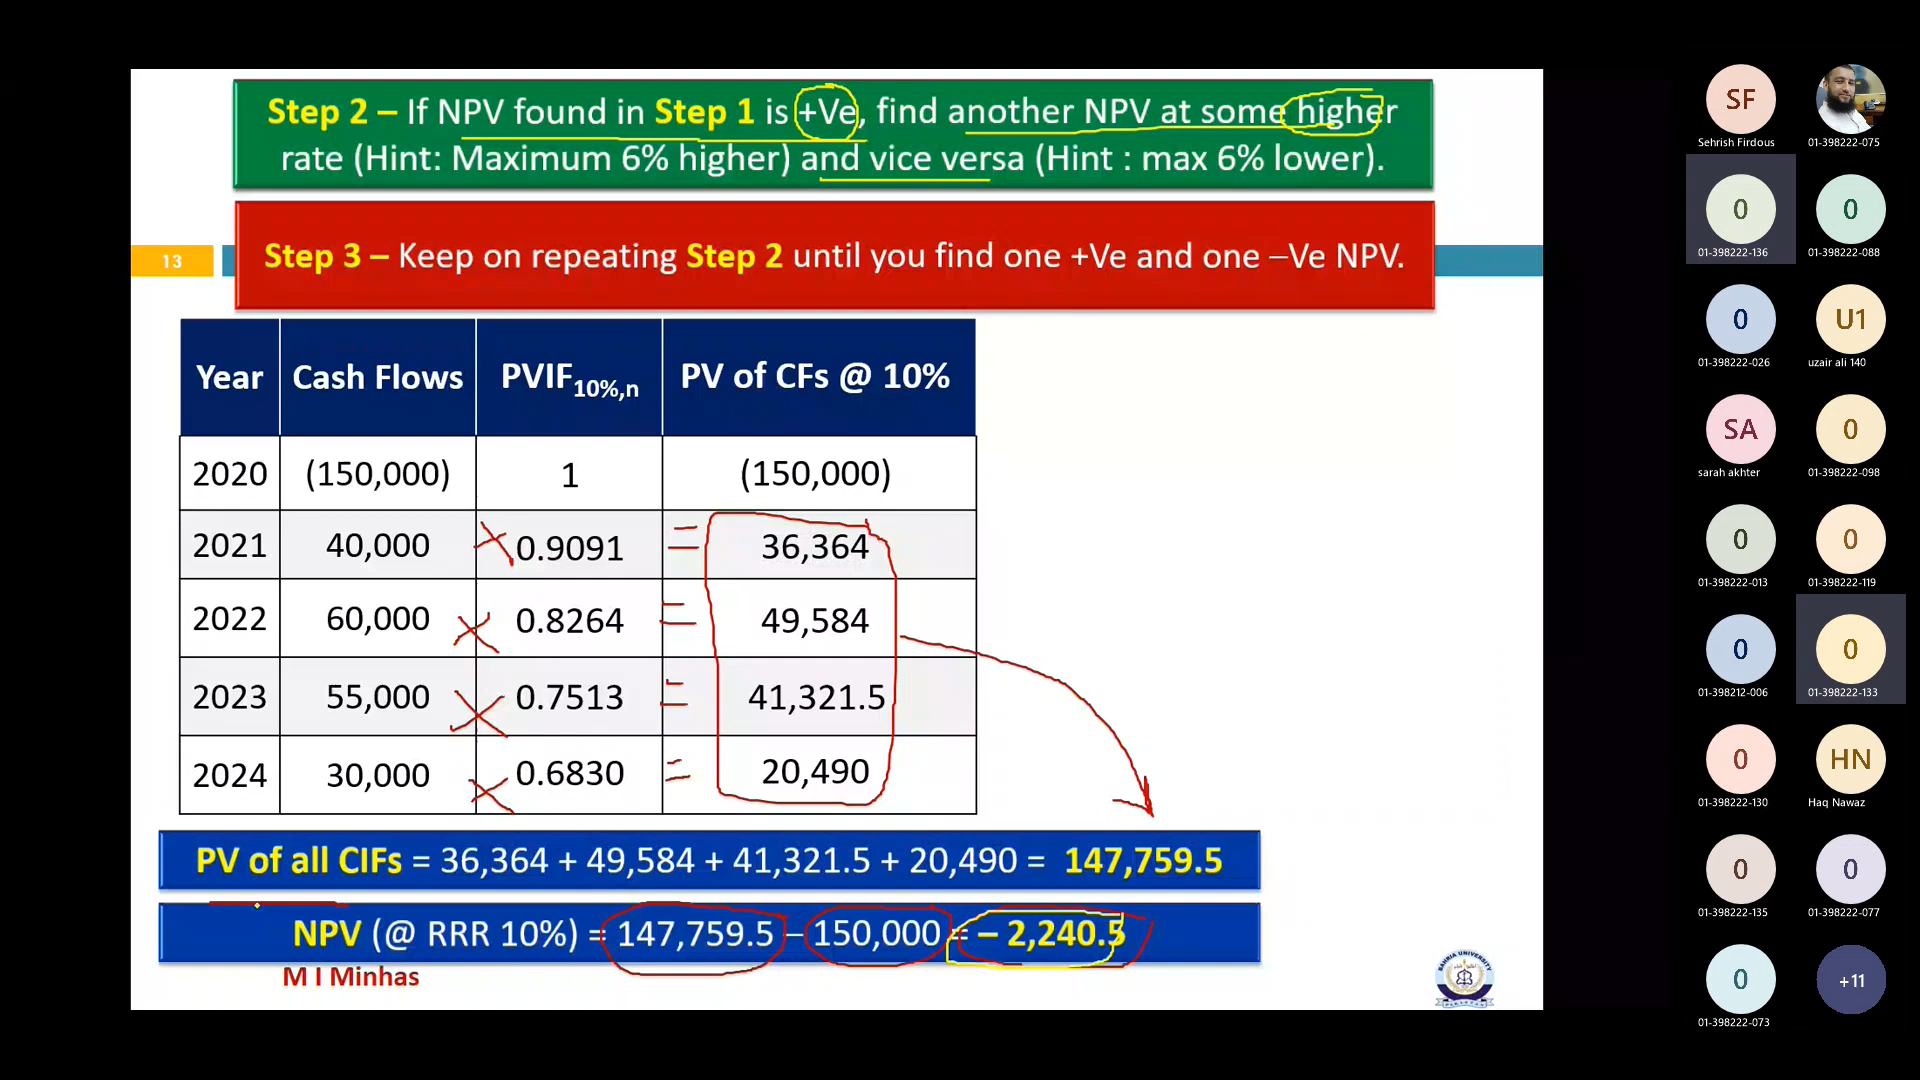 Step 2 – If NPV found in Step 1 is +Ve, find another NPV at some higher
rate (Hint: Maximum 6% higher) and vice versa (Hint : max 6% lower).
13
Step 3 – Keep on repeating Step 2 until you find one +Ve and one –Ve NPV.
Year Cash Flows PVIF10%,n PV of CFs @ 10%
2020 (150,000) 1 (150,000)
2021 40,000 × 0.9091 = 36,364
2022 60,000 × 0.8264 = 49,584
2023 55,000 × 0.7513 = 41,321.5
2024 30,000 × 0.6830 = 20,490
PV of all CIFs = 36,364 + 49,584 + 41,321.5 + 20,490 = 147,759.5
NPV (@ RRR 10%) = 147,759.5 – 150,000 = – 2,240.5
M I Minhas
BAHRIA UNIVERSITY
SF
Sehrish Firdous 01-398222-075
0 0
01-398222-136 01-398222-088
0 U1
01-398222-026 uzair ali 140
SA 0
sarah akhter 01-398222-098
0 0
01-398222-013 01-398222-119
0 0
01-398212-006 01-398222-133
0 HN
01-398222-130 Haq Nawaz
0 0
01-398222-135 01-398222-077
0 +11
01-398222-073